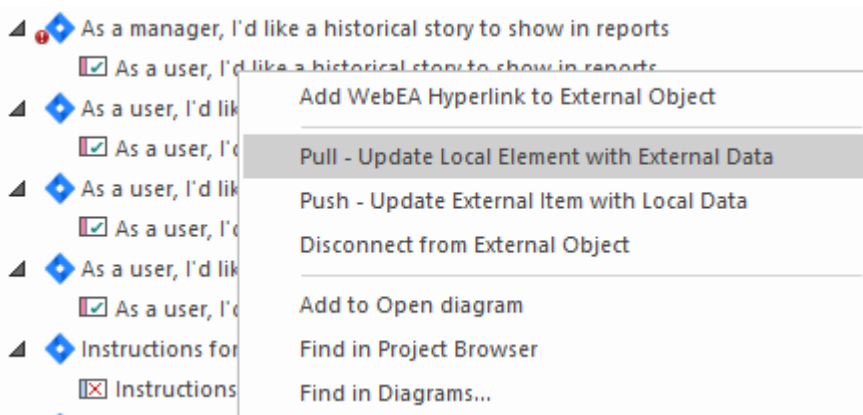 As a manager, I'd like a historical story to show in reports
As a user, I'd like a historical story to show in reports
As a user, I'd lik
As a user, I'd
As a user, I'd lik
As a user, I'd
As a user, I'd lik
As a user, I'd
Instructions for
Instructions
Add WebEA Hyperlink to External Object
Pull - Update Local Element with External Data
Push - Update External Item with Local Data
Disconnect from External Object
Add to Open diagram
Find in Project Browser
Find in Diagrams...